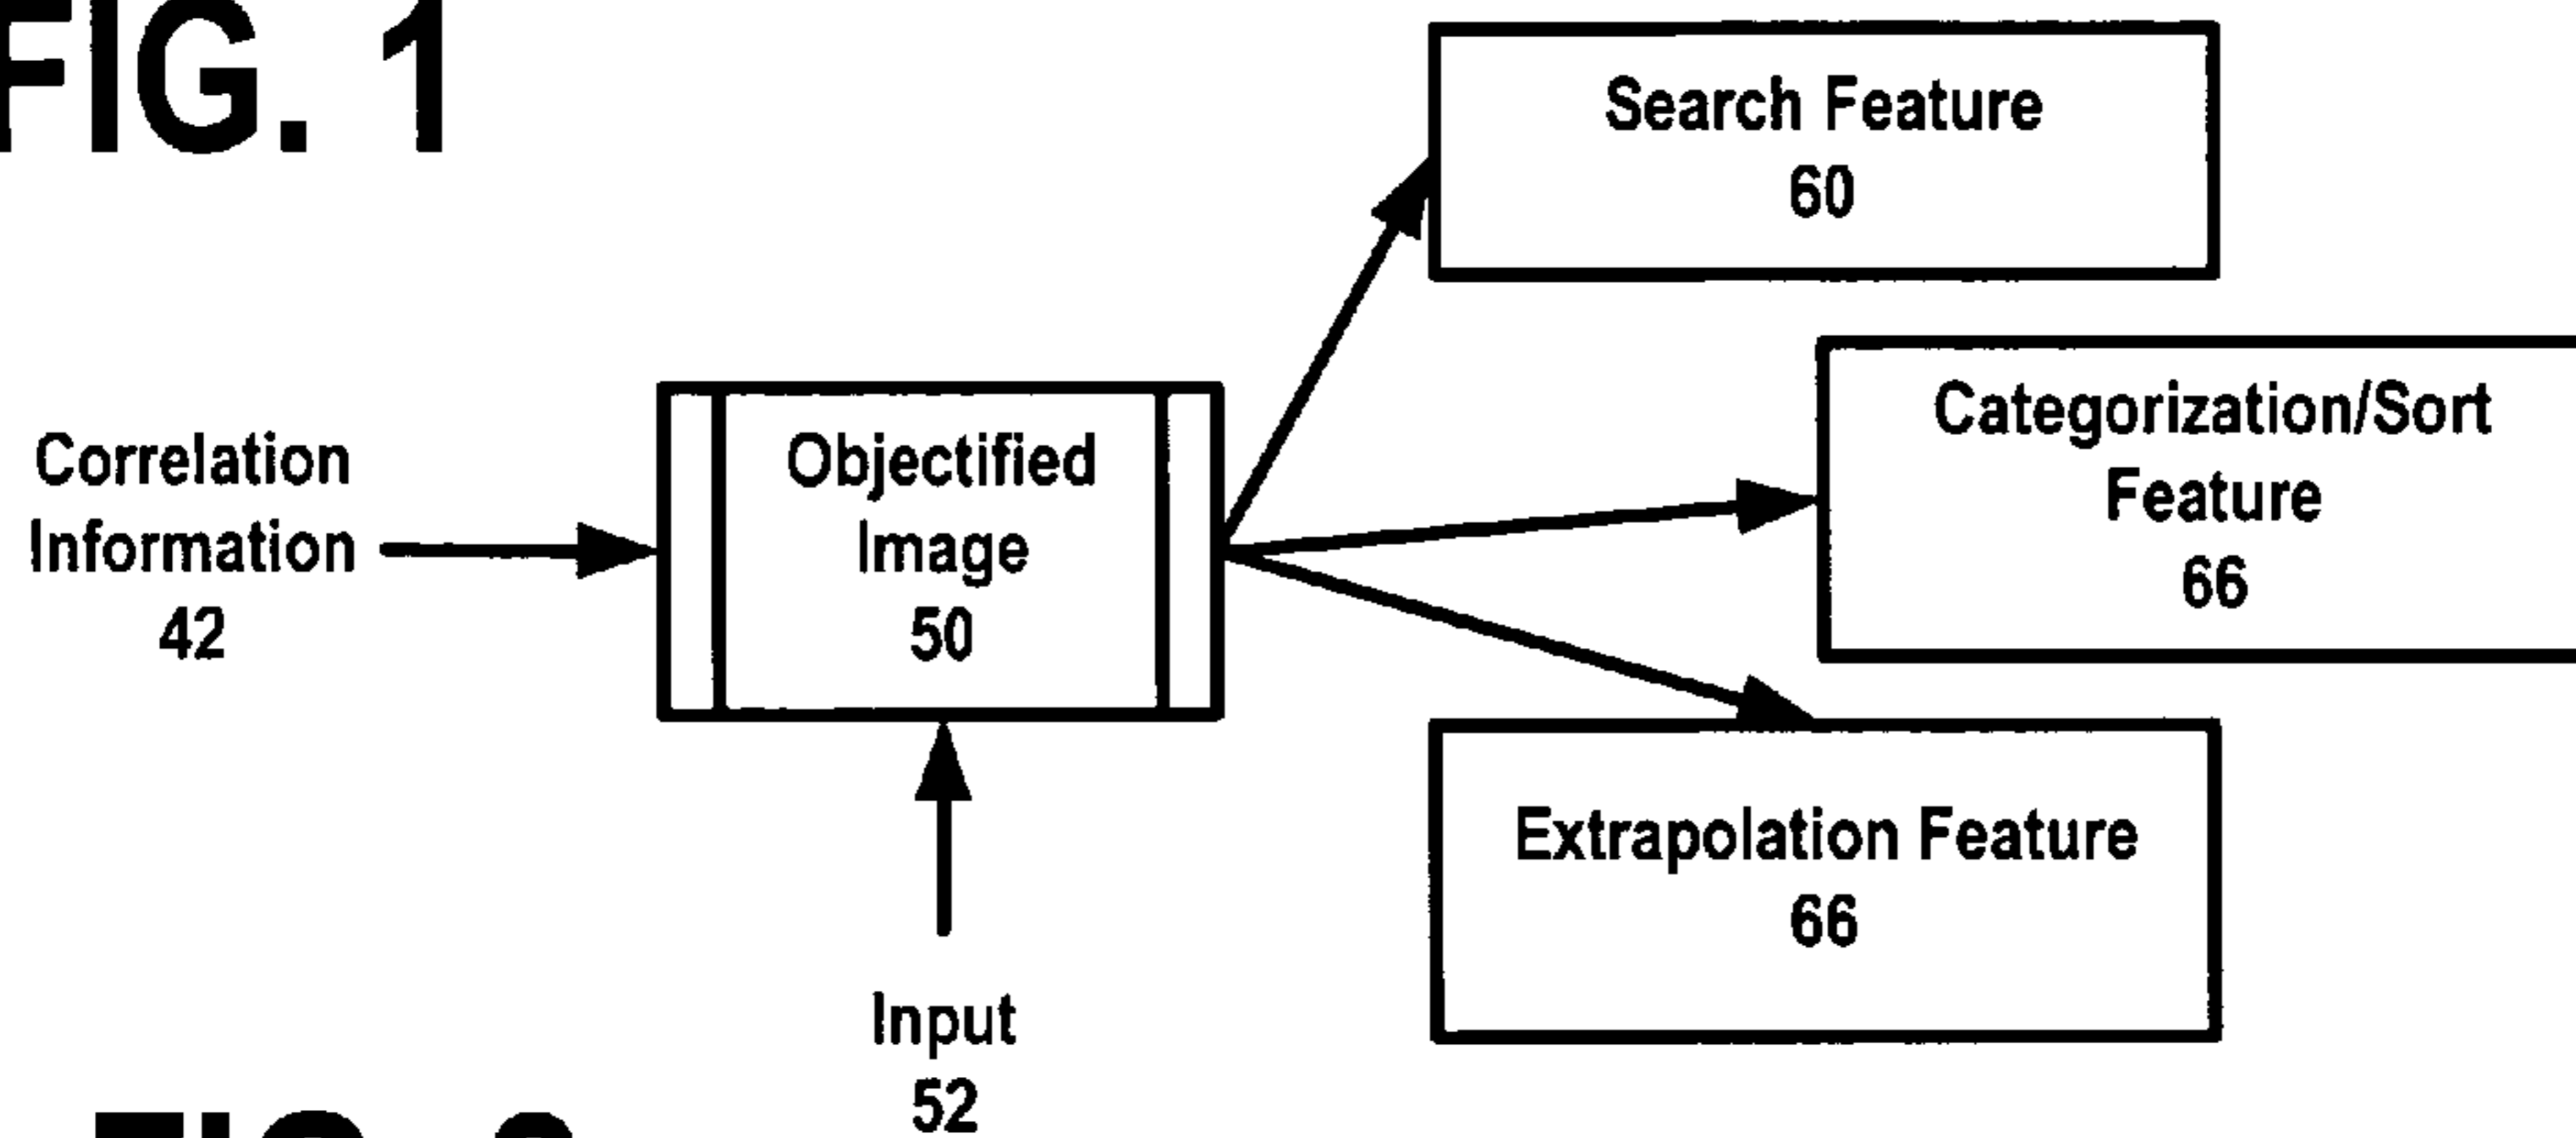 FIG. 1
Search Feature
60
Correlation
Information
42
Objectified
Image
50
Categorization/Sort
Feature
66
Extrapolation Feature
66
Input
52